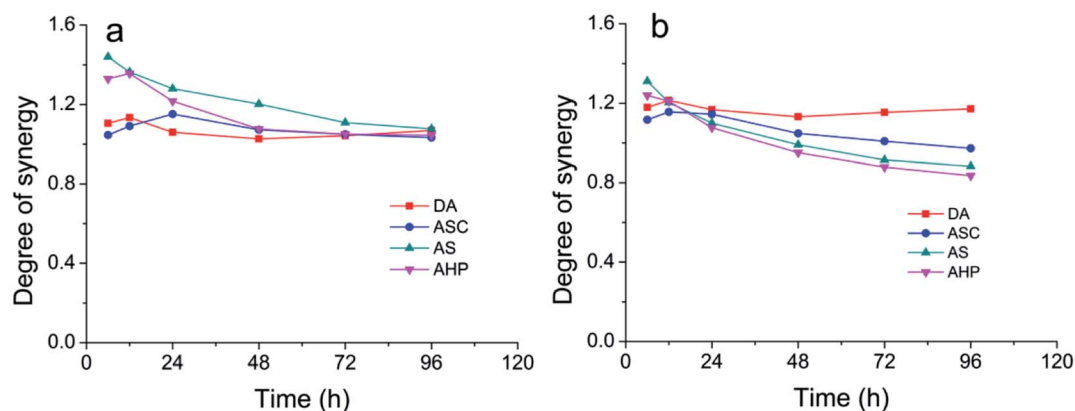 a
Degree of synergy
1.6
1.2
0.8
0.4
0.0
DA
ASC
AS
AHP
0 24 48 72 96 120
Time (h)
b
Degree of synergy
1.6
1.2
0.8
0.4
0.0
DA
ASC
AS
AHP
0 24 48 72 96 120
Time (h)